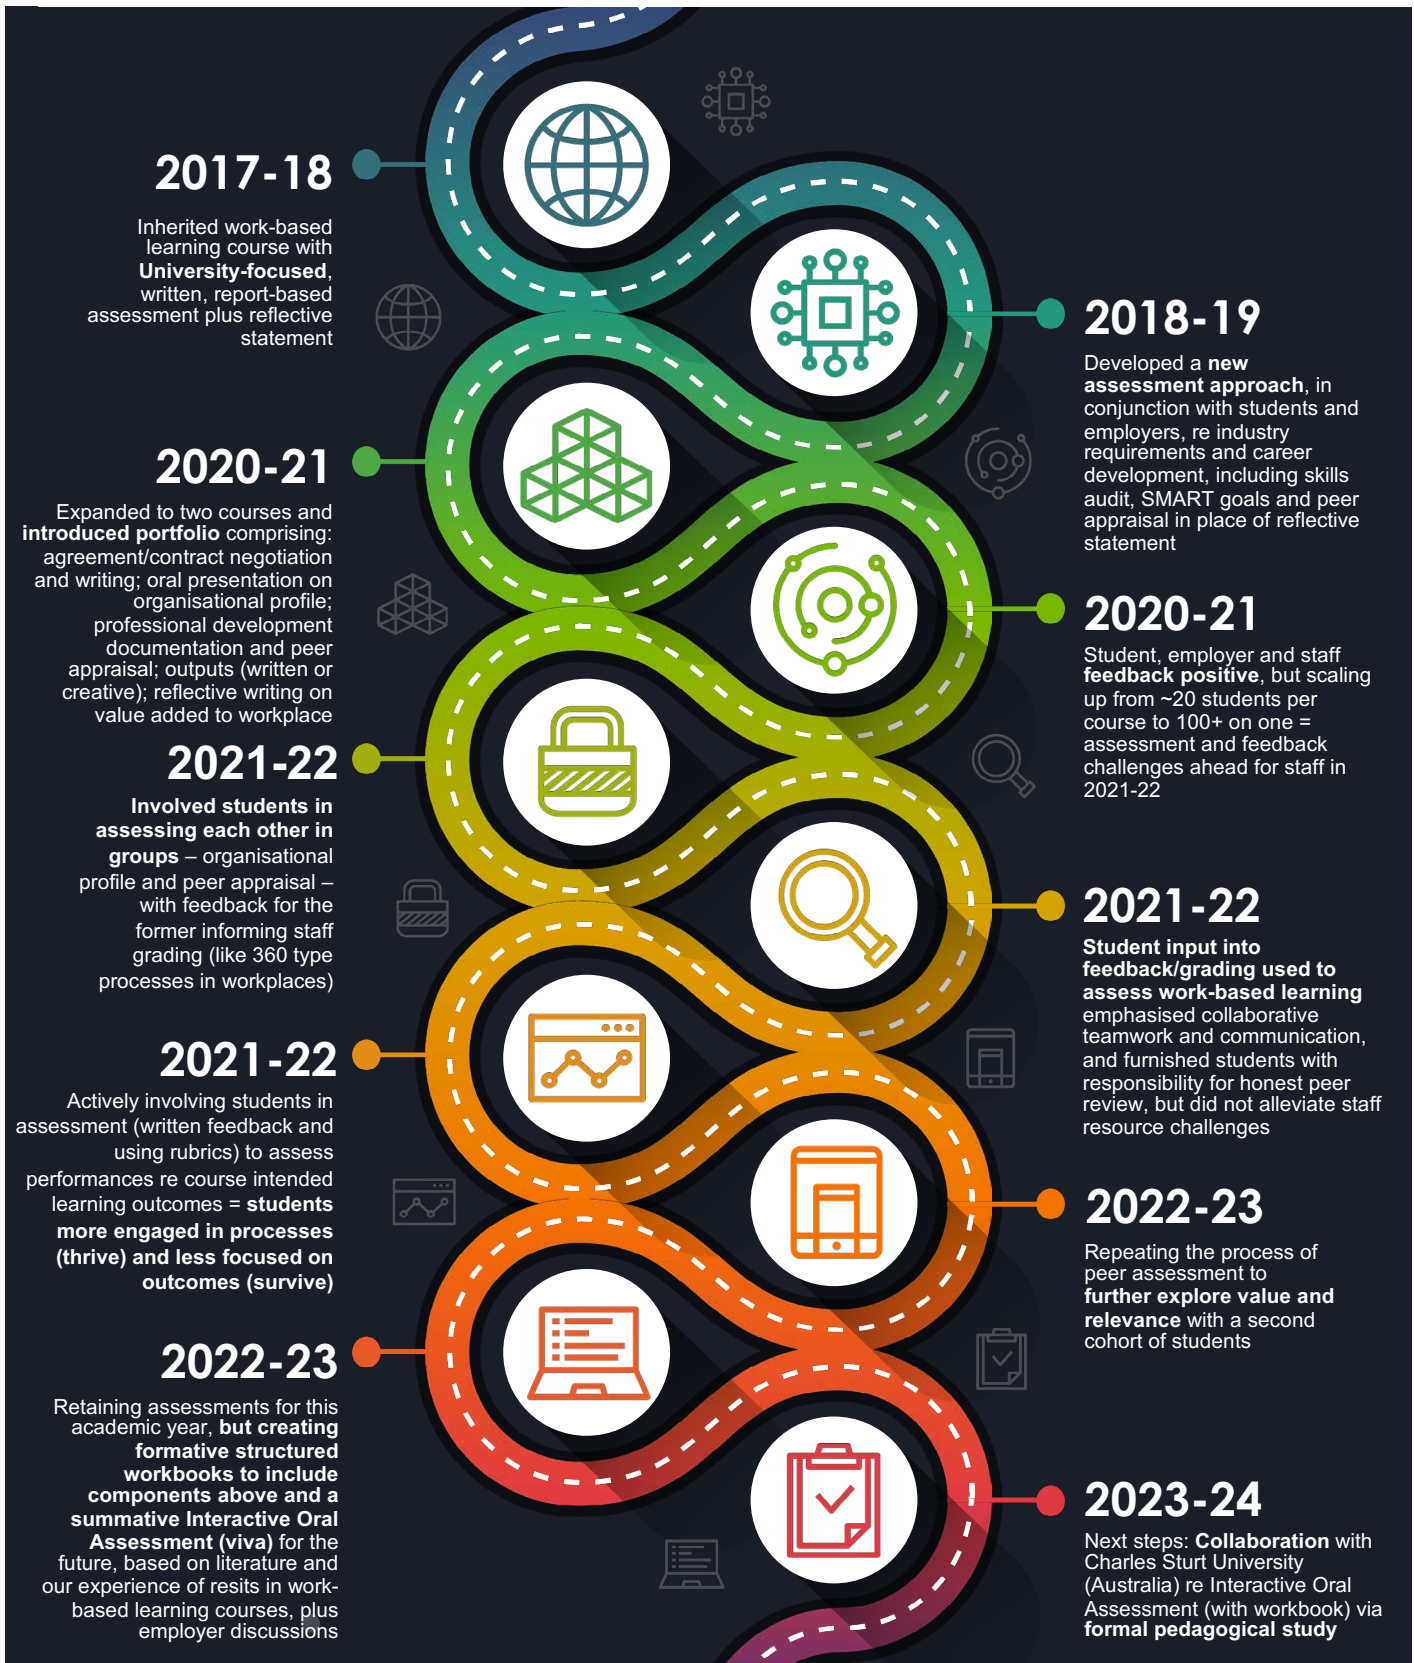 2017-18
Inherited work-based
learning course with
University-focused,
written, report-based
assessment plus reflective
statement
2018-19
Developed a new
assessment approach, in
conjunction with students and
employers, re industry
requirements and career
development, including skills
audit, SMART goals and peer
appraisal in place of reflective
statement
2020-21
Expanded to two courses and
introduced portfolio comprising:
agreement/contract negotiation
and writing; oral presentation on
organisational profile;
professional development
documentation and peer
appraisal; outputs (written or
creative); reflective writing on
value added to workplace
2020-21
Student, employer and staff
feedback positive, but scaling
up from ~20 students per
course to 100+ on one =
assessment and feedback
challenges ahead for staff in
2021-22
2021-22
Involved students in
assessing each other in
groups – organisational
profile and peer appraisal –
with feedback for the
former informing staff
grading (like 360 type
processes in workplaces)
2021-22
Student input into
feedback/grading used to
assess work-based learning
emphasised collaborative
teamwork and communication,
and furnished students with
responsibility for honest peer
review, but did not alleviate staff
resource challenges
2021-22
Actively involving students in
assessment (written feedback and
using rubrics) to assess
performances re course intended
learning outcomes = students
more engaged in processes
(thrive) and less focused on
outcomes (survive)
2022-23
Repeating the process of
peer assessment to
further explore value and
relevance with a second
cohort of students
2022-23
Retaining assessments for this
academic year, but creating
formative structured
workbooks to include
components above and a
summative Interactive Oral
Assessment (viva) for the
future, based on literature and
our experience of resits in work-
based learning courses, plus
employer discussions
2023-24
Next steps: Collaboration with
Charles Sturt University
(Australia) re Interactive Oral
Assessment (with workbook) via
formal pedagogical study